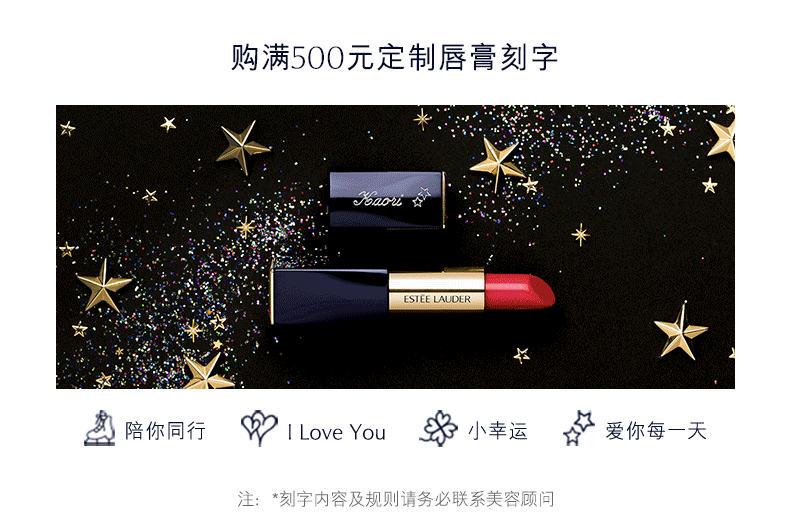 购满500元定制唇膏刻字
Kaori
ESTĒE LAUDER
陪你同行
I Love You
小幸运
爱你每一天
注: *刻字内容及规则请务必联系美容顾问